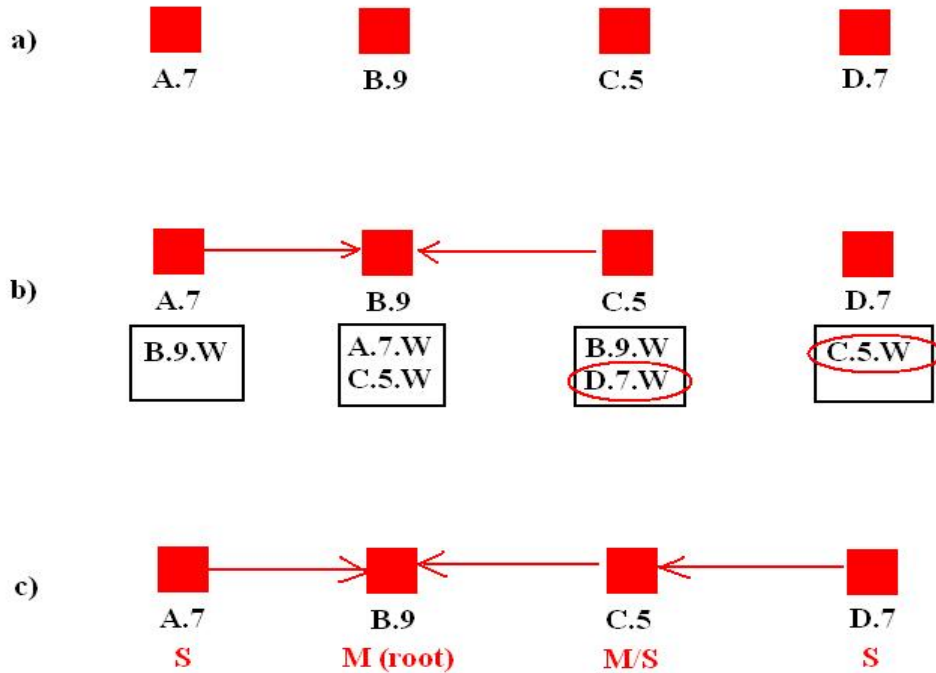 a)
A.7 B.9 C.5 D.7
b)
A.7 B.9 C.5 D.7
B.9.W A.7.W B.9.W C.5.W
C.5.W D.7.W
c)
A.7 B.9 C.5 D.7
S M (root) M/S S